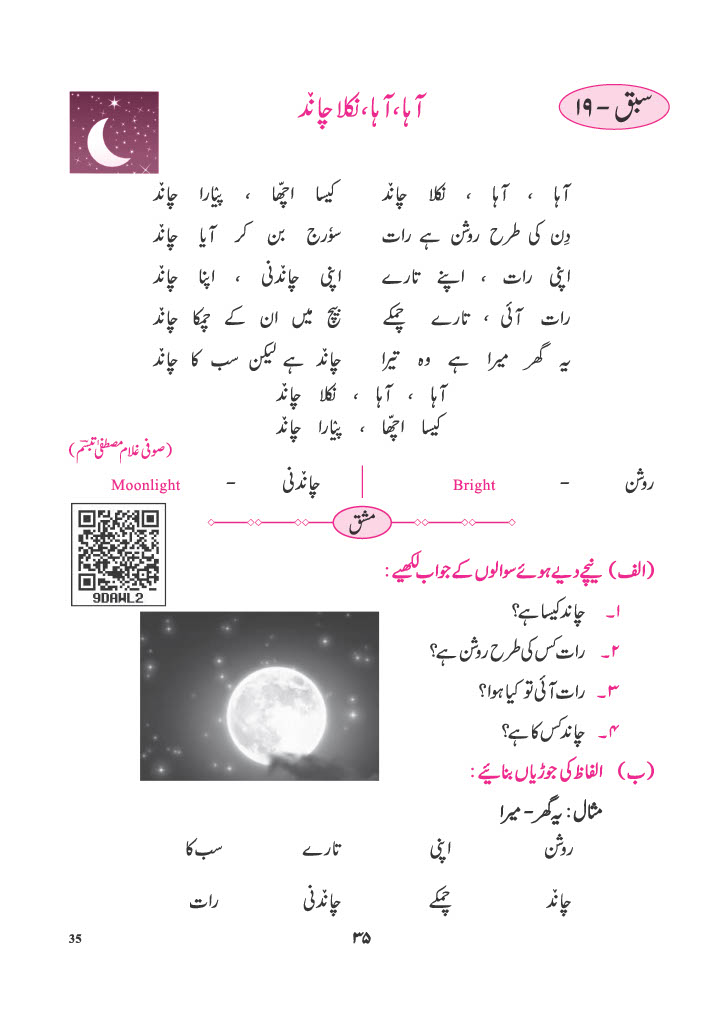 سبق - ۱۹
آہا، آہا، نکلا چاند
آہا ، آہا ، نکلا چاند کیسا اچھّا ، پیارا چاند
دِن کی طرح روشن ہے رات سوٗرج بن کر آیا چاند
اپنی رات ، اپنے تارے اپنی چاندنی ، اپنا چاند
رات آئی ، تارے چمکے بیچ میں ان کے چمکا چاند
یہ گھر میرا ہے وہ تیرا چاند ہے لیکن سب کا چاند
آہا ، آہا ، نکلا چاند
کیسا اچھّا ، پیارا چاند
(صوفی غلام مصطفیٰ تبسّم)
روشن - Bright | چاندنی - Moonlight
مشق
9DAWL2
(الف) نیچے دیے ہوئے سوالوں کے جواب لکھیے :
۱۔ چاند کیسا ہے؟
۲۔ رات کس کی طرح روشن ہے؟
۳۔ رات آئی تو کیا ہوا؟
۴۔ چاند کس کا ہے؟
(ب) الفاظ کی جوڑیاں بنائیے :
مثال : یہ گھر - میرا
روشن اپنی تارے سب کا
چاند چمکے چاندنی رات
۳۵
35